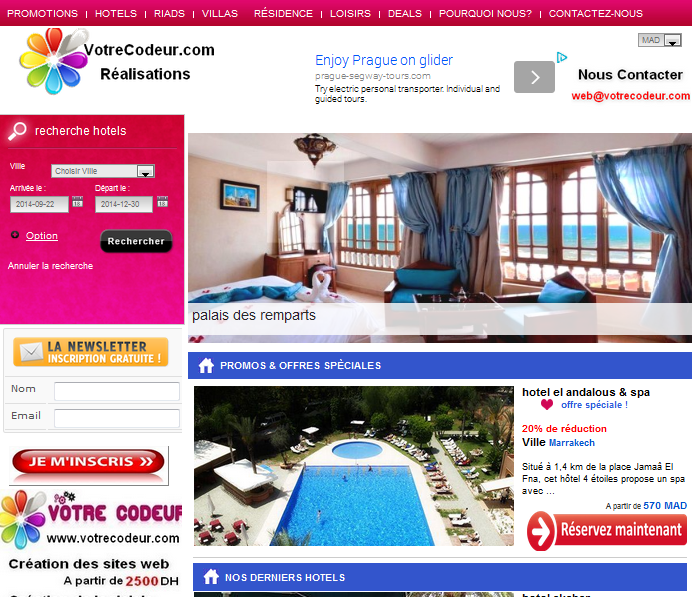 PROMOTIONS | HOTELS | RIADS | VILLAS RÉSIDENCE | LOISIRS | DEALS | POURQUOI NOUS? | CONTACTEZ-NOUS
VotreCodeur.com
Réalisations
Enjoy Prague on glider
prague-segway-tours.com
Try electric personal transporter. Individual and
guided tours.
MAD
Nous Contacter
web@votrecodeur.com
recherche hotels
Ville
Choisir Ville
Arrivée le :
Départ le :
2014-09-22
2014-12-30
Option
Rechercher
Annuler la recherche
palais des remparts
LA NEWSLETTER
INSCRIPTION GRATUITE !
Nom
Email
JE M'INSCRIS >>
VOTRE CODEUR
www.votrecodeur.com
Création des sites web
A partir de 2500 DH
PROMOS & OFFRES SPÉCIALES
hotel el andalous & spa
offre spéciale !
20% de réduction
Ville Marrakech
Situé à 1,4 km de la place Jamaâ El
Fna, cet hôtel 4 étoiles propose un spa
avec ...
A partir de 570 MAD
Réservez maintenant
NOS DERNIERS HOTELS